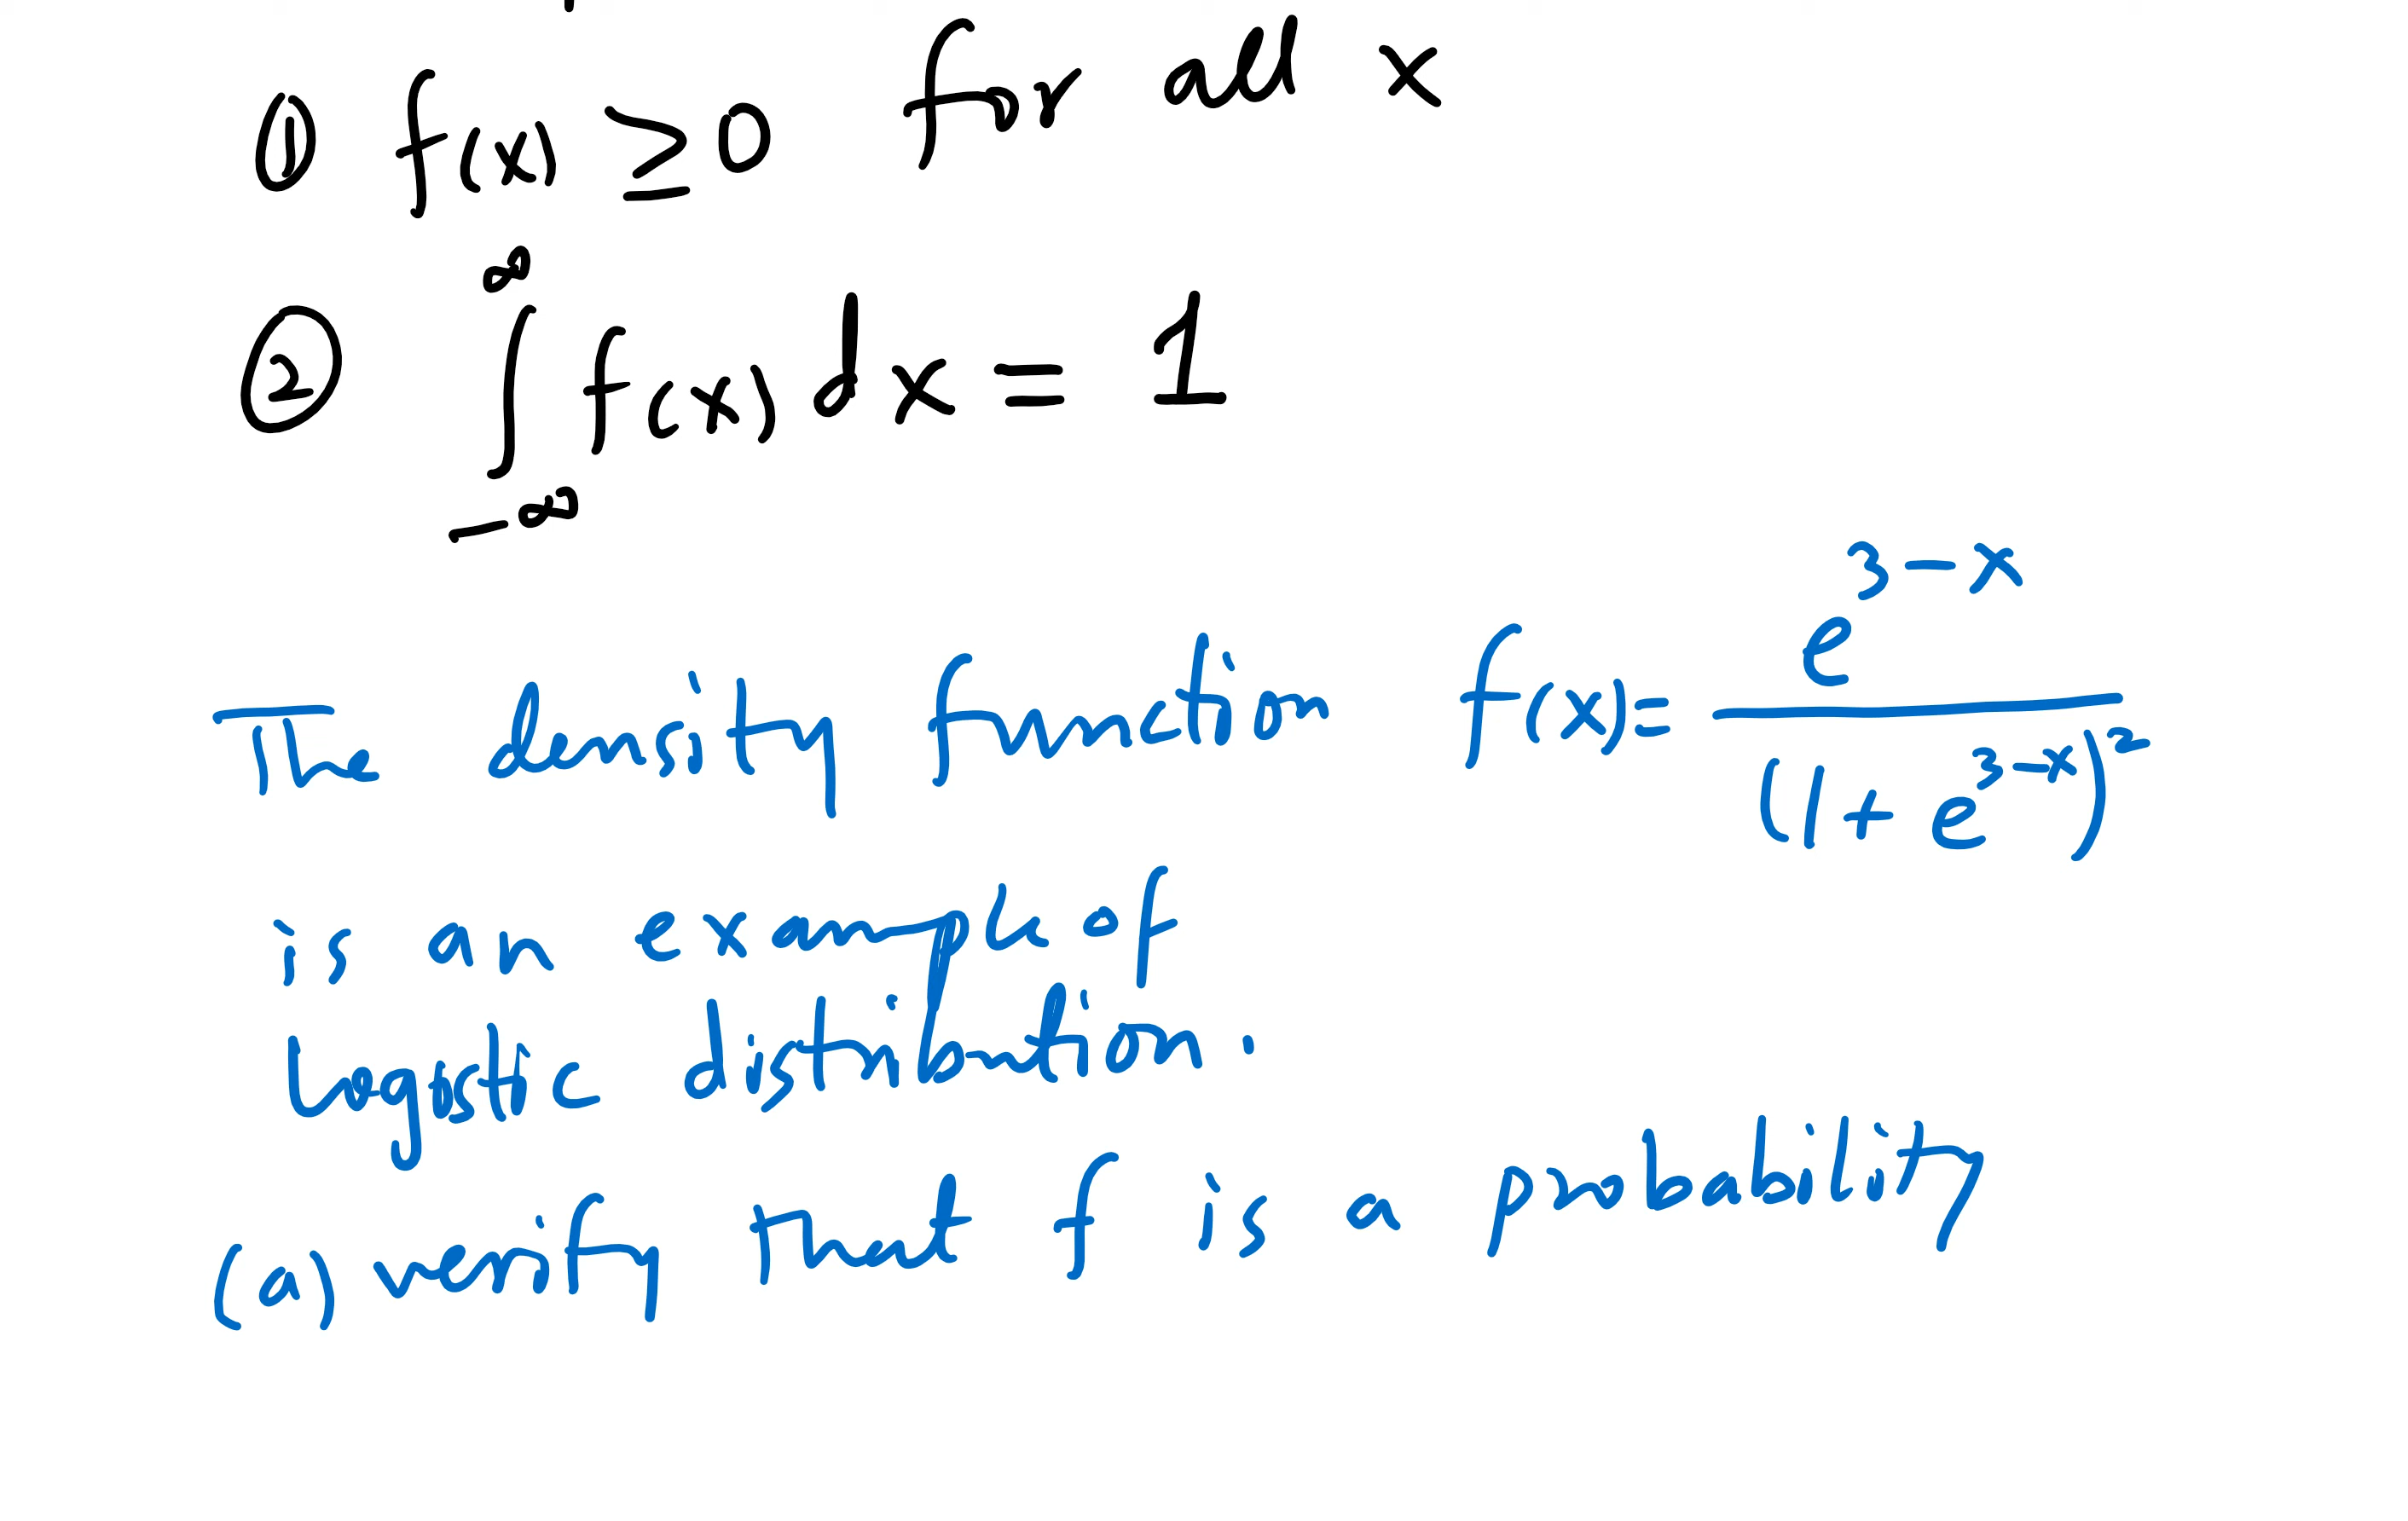 ① f(x) ≥ 0 for all x
② ∫_{-∞}^{∞} f(x) dx = 1
The density function f(x) = e^{3-x} / (1 + e^{3-x})^2
is an example of
logistic distribution.
(a) verify that f is a probability